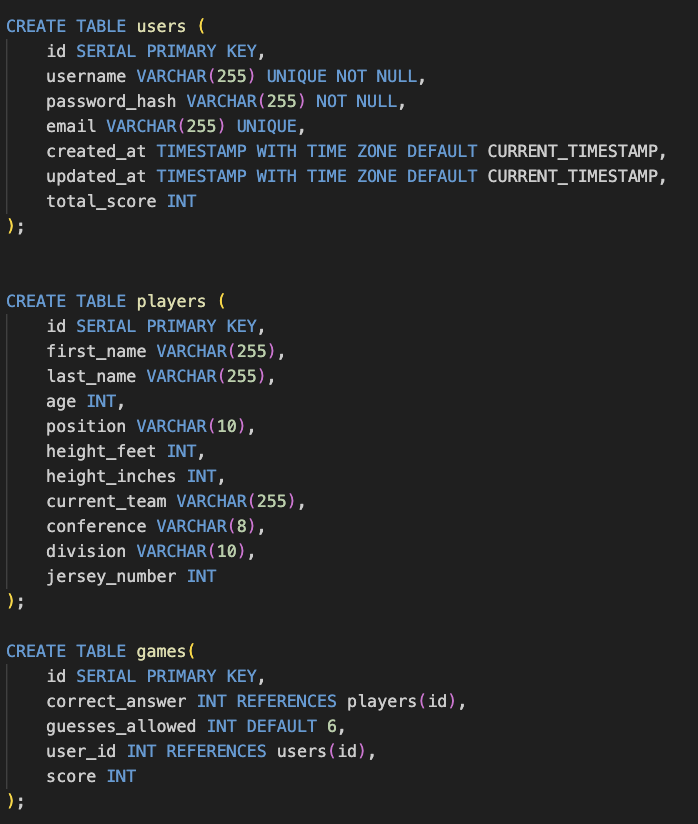 CREATE TABLE users (
    id SERIAL PRIMARY KEY,
    username VARCHAR(255) UNIQUE NOT NULL,
    password_hash VARCHAR(255) NOT NULL,
    email VARCHAR(255) UNIQUE,
    created_at TIMESTAMP WITH TIME ZONE DEFAULT CURRENT_TIMESTAMP,
    updated_at TIMESTAMP WITH TIME ZONE DEFAULT CURRENT_TIMESTAMP,
    total_score INT
);
CREATE TABLE players (
    id SERIAL PRIMARY KEY,
    first_name VARCHAR(255),
    last_name VARCHAR(255),
    age INT,
    position VARCHAR(10),
    height_feet INT,
    height_inches INT,
    current_team VARCHAR(255),
    conference VARCHAR(8),
    division VARCHAR(10),
    jersey_number INT
);
CREATE TABLE games(
    id SERIAL PRIMARY KEY,
    correct_answer INT REFERENCES players(id),
    guesses_allowed INT DEFAULT 6,
    user_id INT REFERENCES users(id),
    score INT
);